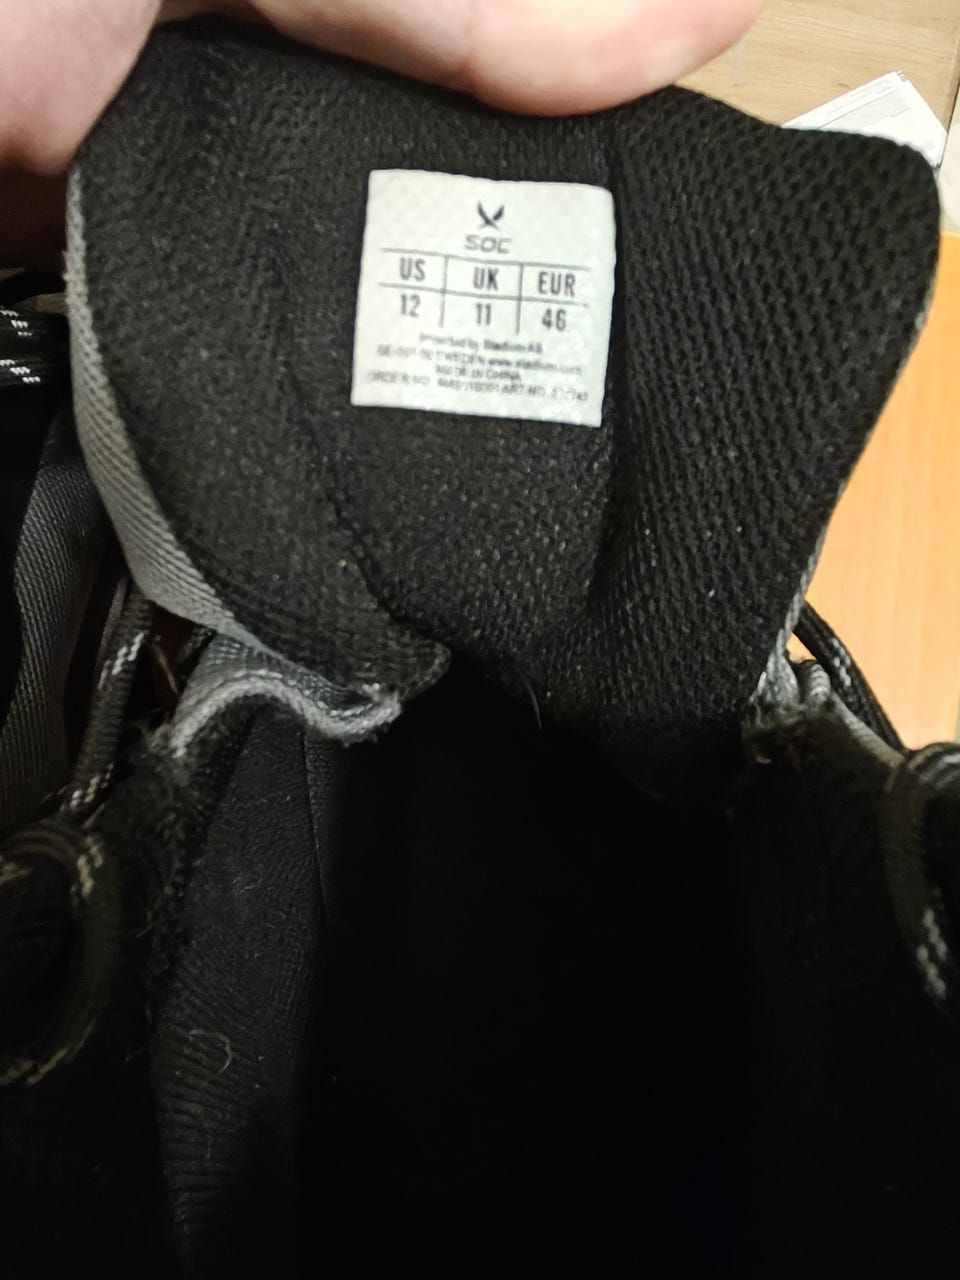 SOC
US UK EUR
12 11 46
Imported by Stadium AB
SWEDEN www.stadium.com
MADE IN CHINA
ORDER NO. ART.NO.